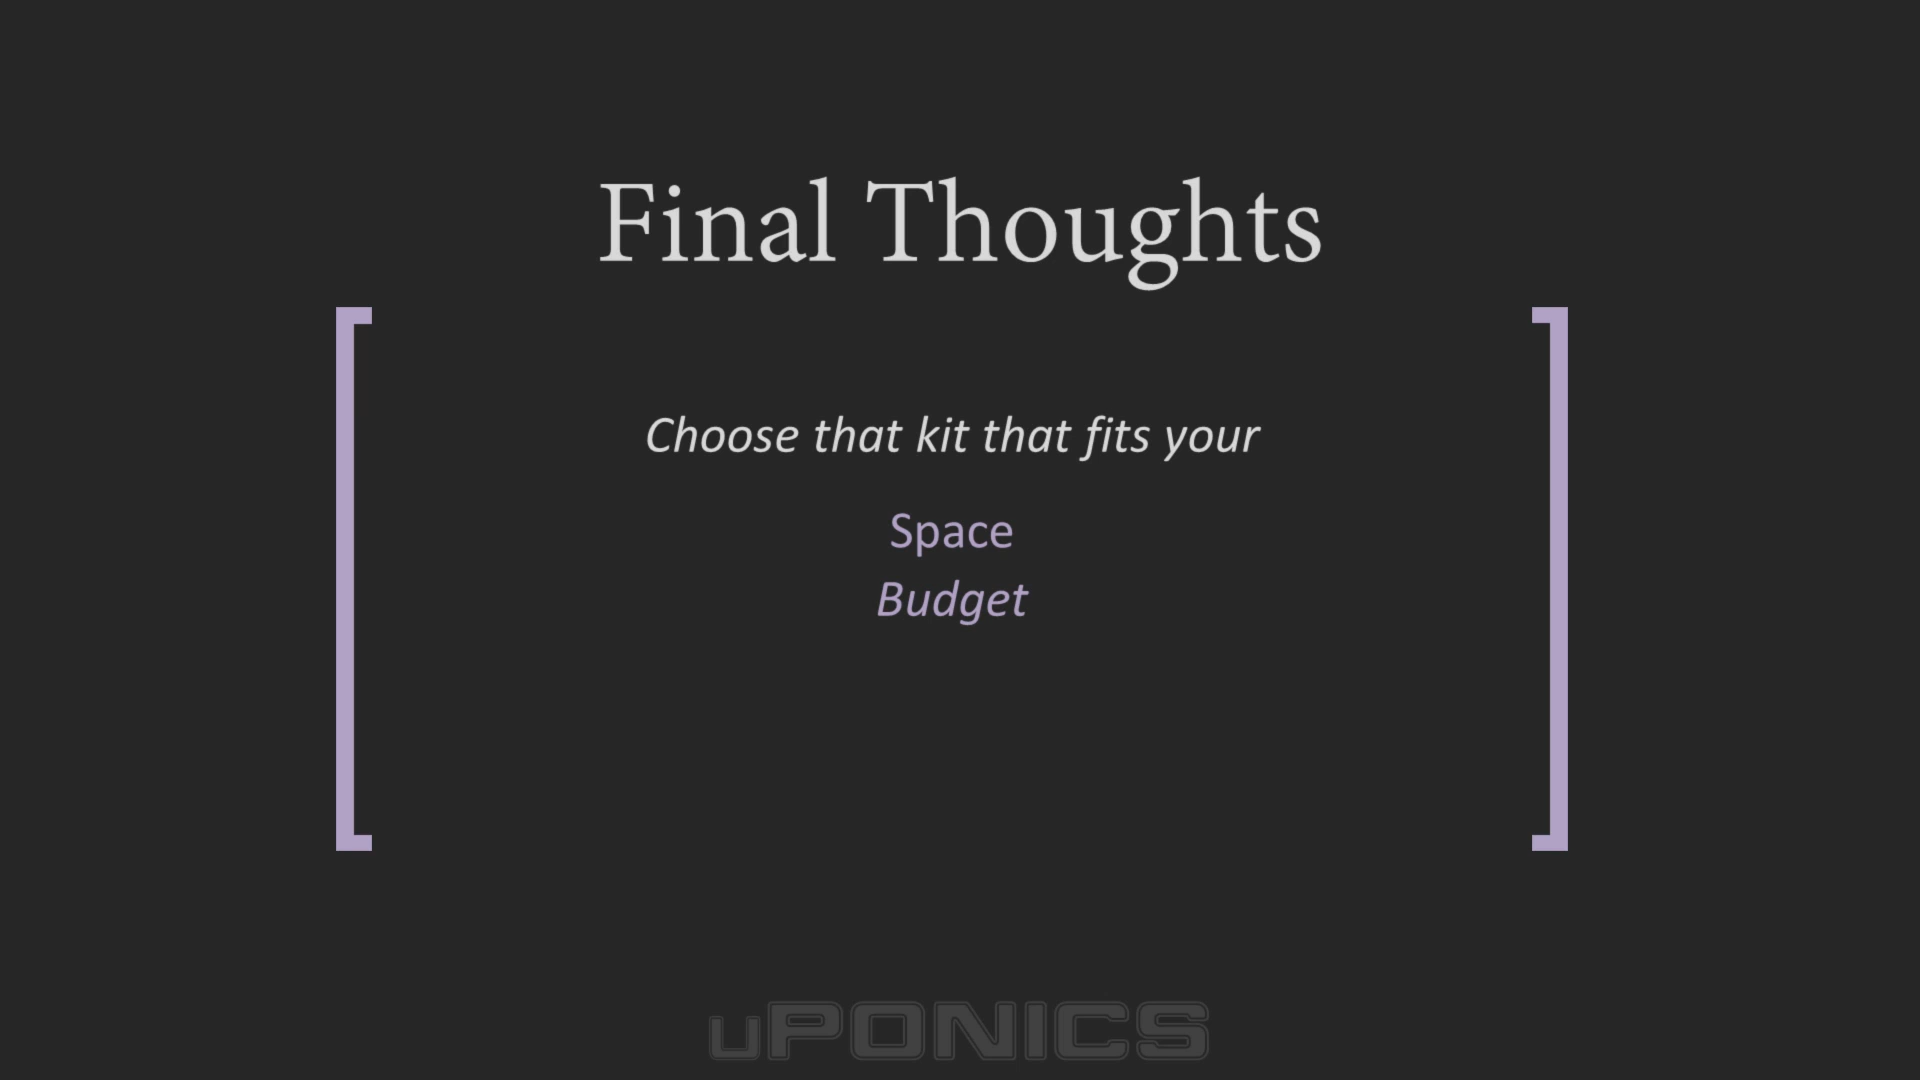 Final Thoughts
Choose that kit that fits your
Space
Budget
uPONICS